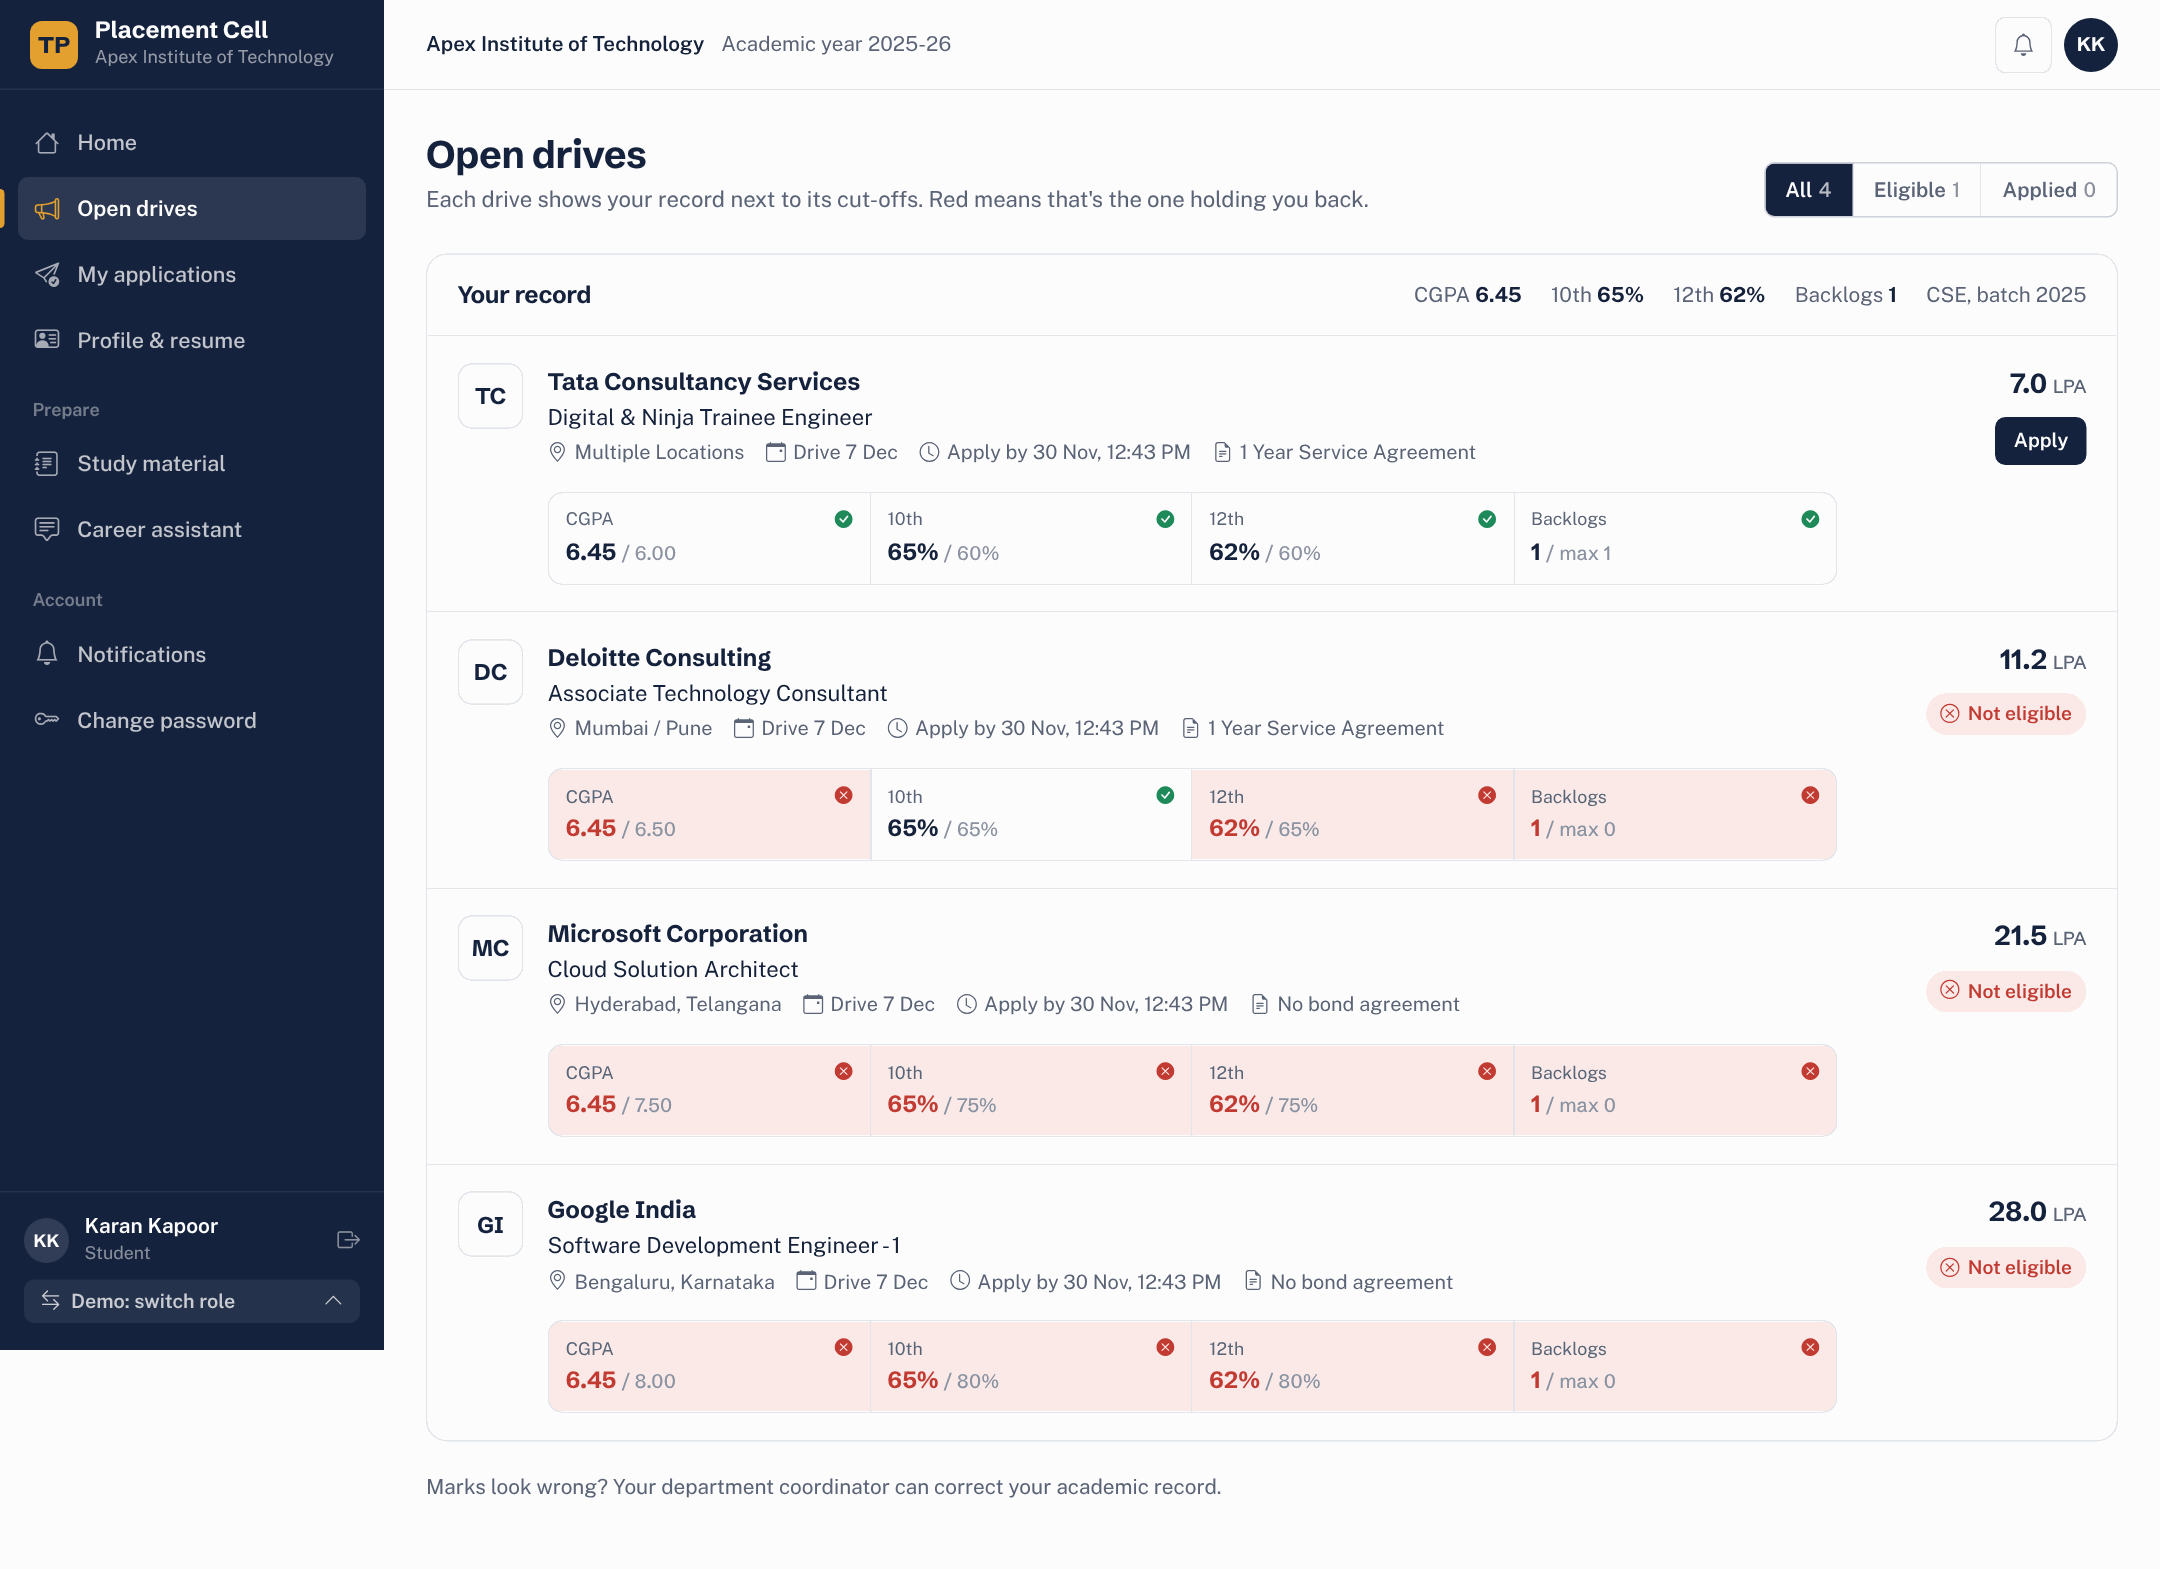 TP
Placement Cell
Apex Institute of Technology
Home
Open drives
My applications
Profile & resume
Prepare
Study material
Career assistant
Account
Notifications
Change password
KK
Karan Kapoor
Student
Demo: switch role
Apex Institute of Technology Academic year 2025-26
KK
Open drives
Each drive shows your record next to its cut-offs. Red means that's the one holding you back.
All 4 Eligible 1 Applied 0
Your record CGPA 6.45 10th 65% 12th 62% Backlogs 1 CSE, batch 2025
TC
Tata Consultancy Services
Digital & Ninja Trainee Engineer
Multiple Locations Drive 7 Dec Apply by 30 Nov, 12:43 PM 1 Year Service Agreement
7.0 LPA
Apply
CGPA 10th 12th Backlogs
6.45 / 6.00 65% / 60% 62% / 60% 1 / max 1
DC
Deloitte Consulting
Associate Technology Consultant
Mumbai / Pune Drive 7 Dec Apply by 30 Nov, 12:43 PM 1 Year Service Agreement
11.2 LPA
Not eligible
CGPA 10th 12th Backlogs
6.45 / 6.50 65% / 65% 62% / 65% 1 / max 0
MC
Microsoft Corporation
Cloud Solution Architect
Hyderabad, Telangana Drive 7 Dec Apply by 30 Nov, 12:43 PM No bond agreement
21.5 LPA
Not eligible
CGPA 10th 12th Backlogs
6.45 / 7.50 65% / 75% 62% / 75% 1 / max 0
GI
Google India
Software Development Engineer - 1
Bengaluru, Karnataka Drive 7 Dec Apply by 30 Nov, 12:43 PM No bond agreement
28.0 LPA
Not eligible
CGPA 10th 12th Backlogs
6.45 / 8.00 65% / 80% 62% / 80% 1 / max 0
Marks look wrong? Your department coordinator can correct your academic record.